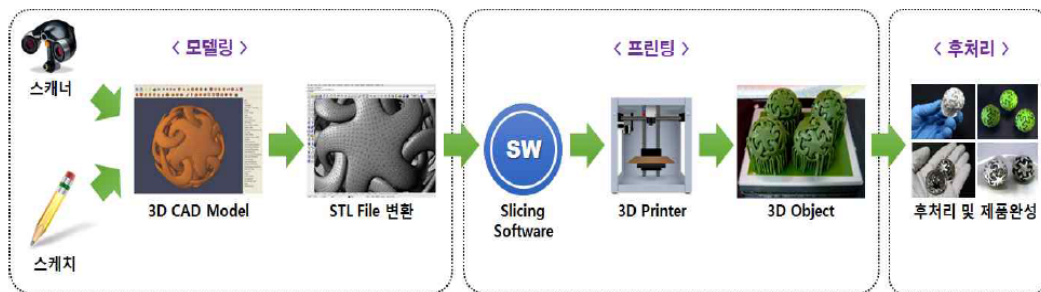 < 모델링 >
스캐너
3D CAD Model
STL File 변환
스케치
< 프린팅 >
SW
Slicing
Software
3D Printer
3D Object
< 후처리 >
후처리 및 제품완성